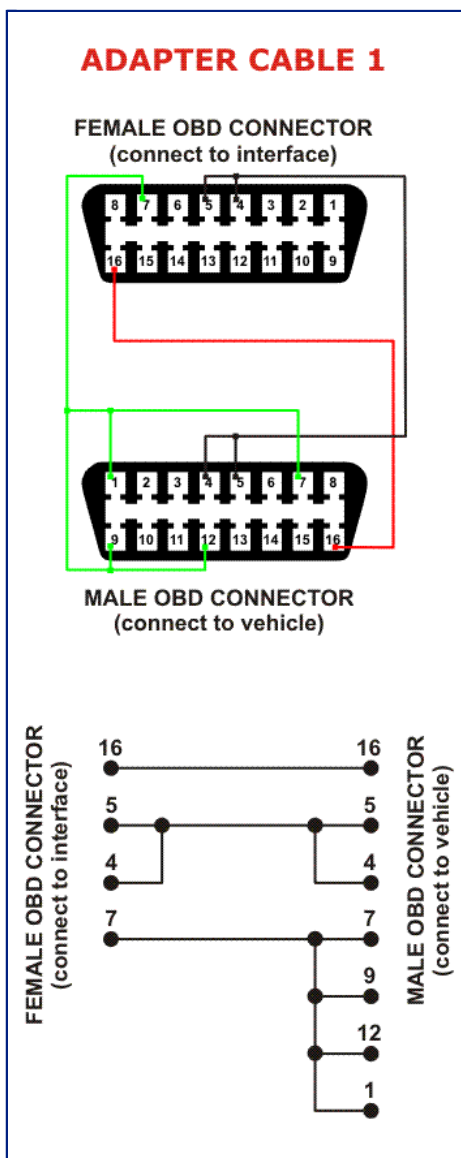 ADAPTER CABLE 1
FEMALE OBD CONNECTOR
(connect to interface)
8 7 6 5 4 3 2 1
16 15 14 13 12 11 10 9
1 2 3 4 5 6 7 8
9 10 11 12 13 14 15 16
MALE OBD CONNECTOR
(connect to vehicle)
FEMALE OBD CONNECTOR
(connect to interface)
16 16
5 5
4 4
7 7
9
12
1
MALE OBD CONNECTOR
(connect to vehicle)